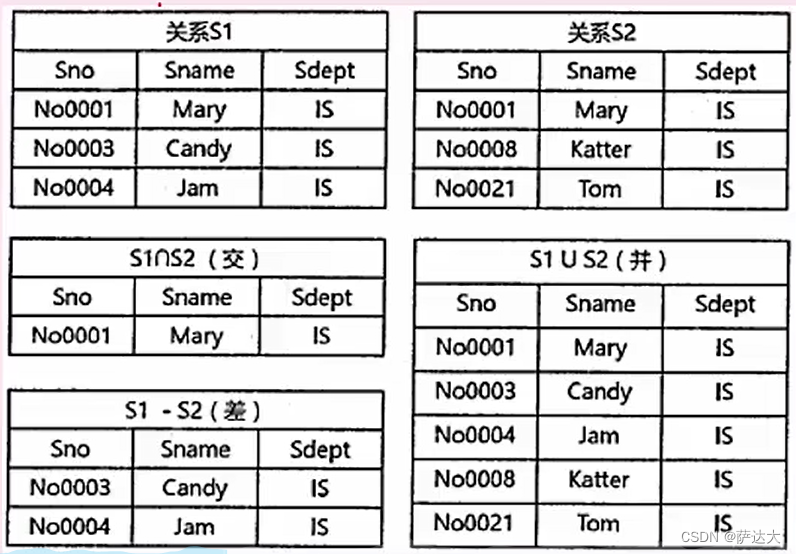 关系S1
Sno Sname Sdept
No0001 Mary IS
No0003 Candy IS
No0004 Jam IS
关系S2
Sno Sname Sdept
No0001 Mary IS
No0008 Katter IS
No0021 Tom IS
S1∩S2（交）
Sno Sname Sdept
No0001 Mary IS
S1 U S2（并）
Sno Sname Sdept
No0001 Mary IS
No0003 Candy IS
No0004 Jam IS
No0008 Katter IS
No0021 Tom IS
S1 - S2（差）
Sno Sname Sdept
No0003 Candy IS
No0004 Jam IS
CSDN @萨达大